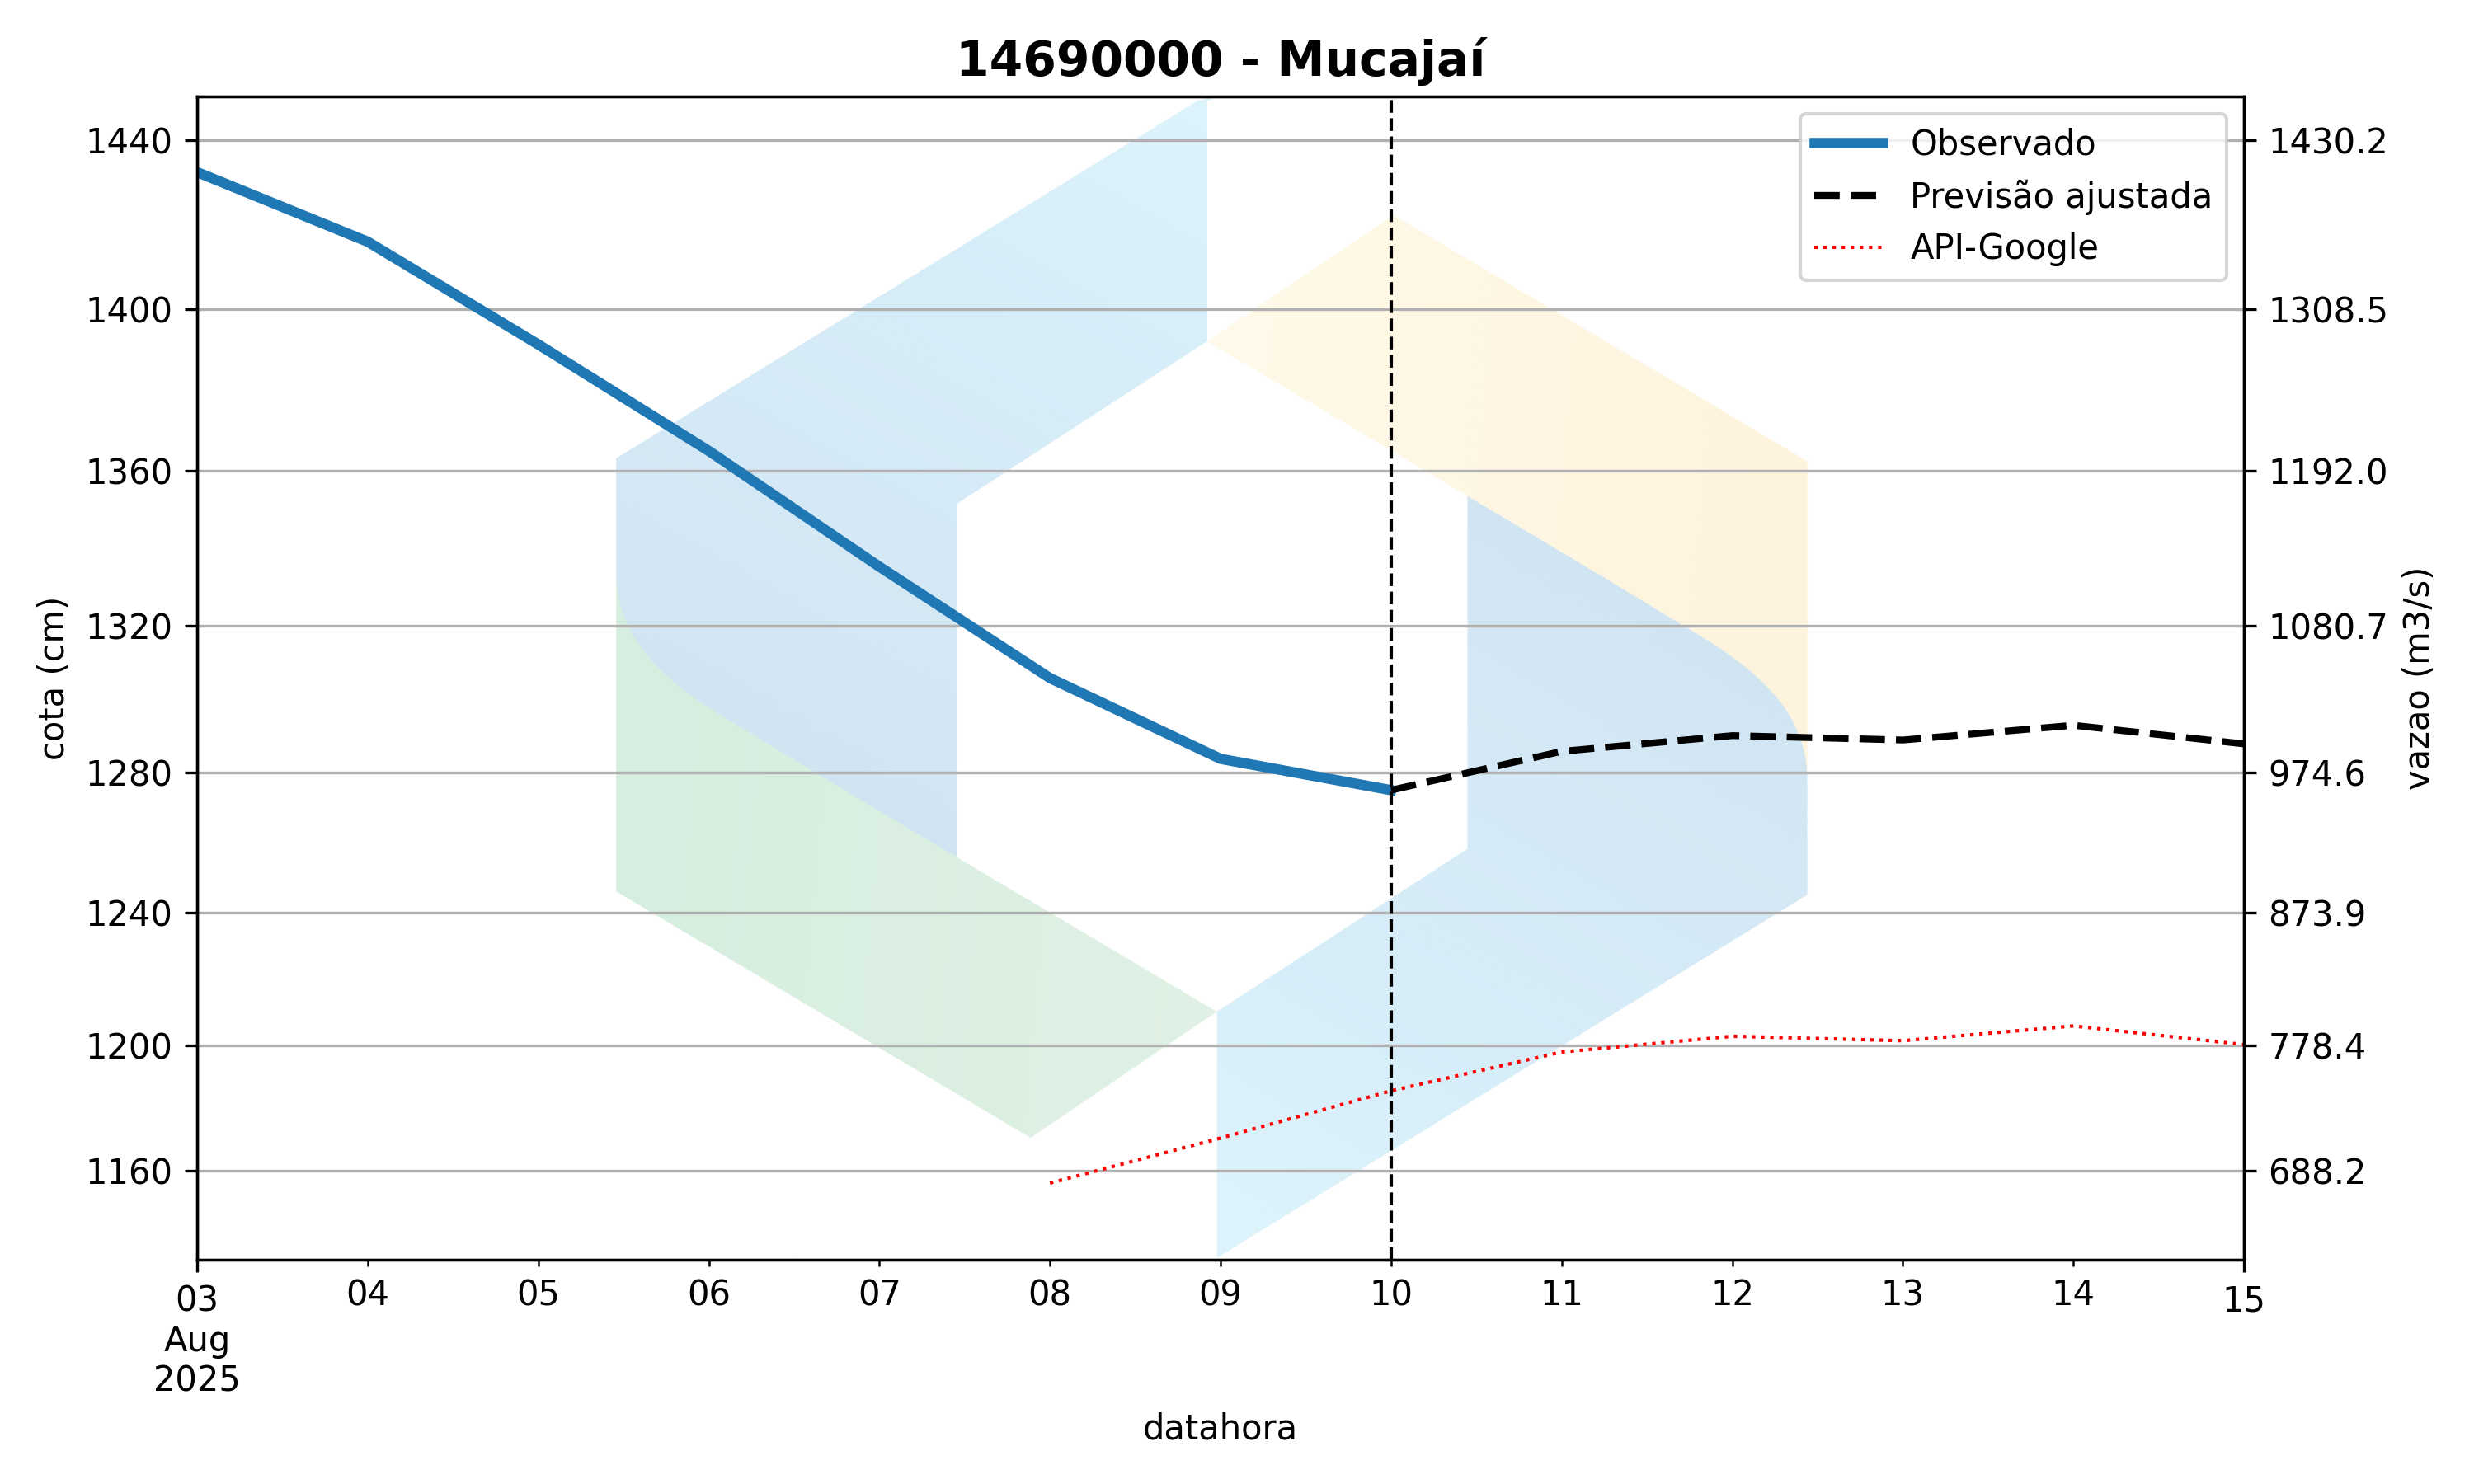 14690000 - Mucajaí
Observado
Previsão ajustada
API-Google
cota (cm)
1440
1400
1360
1320
1280
1240
1200
1160
1430.2
1308.5
1192.0
1080.7
974.6
873.9
778.4
688.2
vazao (m3/s)
03 04 05 06 07 08 09 10 11 12 13 14 15
Aug
2025
datahora